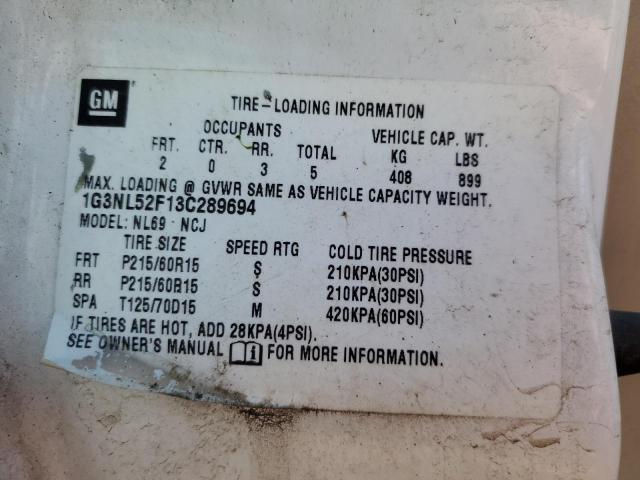 GM
TIRE-LOADING INFORMATION
OCCUPANTS VEHICLE CAP. WT.
FRT. CTR. RR. TOTAL KG LBS
2 0 3 5 408 899
MAX. LOADING @ GVWR SAME AS VEHICLE CAPACITY WEIGHT.
1G3NL52F13C289694
MODEL: NL69 NCJ
TIRE SIZE SPEED RTG COLD TIRE PRESSURE
FRT P215/60R15 S 210KPA(30PSI)
RR P215/60R15 S 210KPA(30PSI)
SPA T125/70D15 M 420KPA(60PSI)
IF TIRES ARE HOT, ADD 28KPA(4PSI).
SEE OWNER'S MANUAL i FOR MORE INFORMATION.